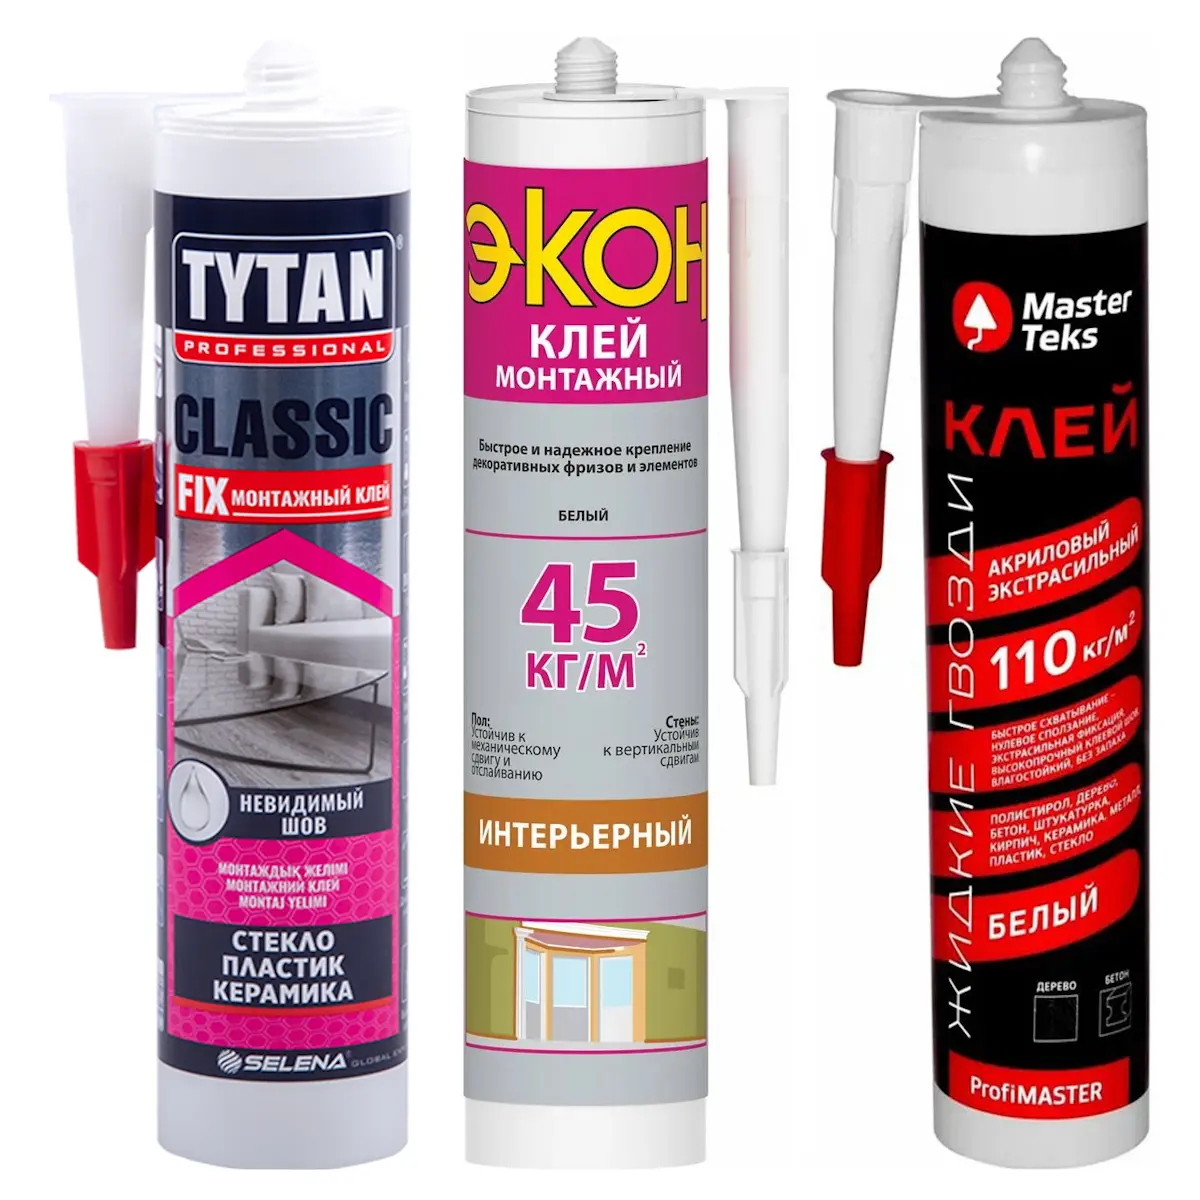 TYTAN
®
PROFESSIONAL
CLASSIC
FIX МОНТАЖНЫЙ КЛЕЙ
НЕВИДИМЫЙ
ШОВ
МОНТАЖДЫҚ ЖЕЛІМІ
МОНТАЖНИЙ КЛЕЙ
MONTAJ YELIMI
СТЕКЛО
ПЛАСТИК
КЕРАМИКА
SELENA®
ЭКОН
КЛЕЙ
МОНТАЖНЫЙ
Быстрое и надежное крепление
декоративных фризов и элементов
БЕЛЫЙ
45
КГ/М²
Пол:
Устойчив к
механическому
сдвигу и
отслаиванию
Стены:
Устойчив
к вертикальным
сдвигам
ИНТЕРЬЕРНЫЙ
Master
Teks
КЛЕЙ
ЖИДКИЕ ГВОЗДИ
АКРИЛОВЫЙ
ЭКСТРАСИЛЬНЫЙ
110 кг/м²
БЫСТРОЕ СХВАТЫВАНИЕ –
НУЛЕВОЕ СПОЛЗАНИЕ,
ЭКСТРАСИЛЬНАЯ ФИКСАЦИЯ,
ВЫСОКОПРОЧНЫЙ КЛЕЕВОЙ ШОВ,
ВЛАГОСТОЙКИЙ, БЕЗ ЗАПАХА
ПОЛИСТИРОЛ, ДЕРЕВО,
БЕТОН, ШТУКАТУРКА,
КИРПИЧ, КЕРАМИКА, МЕТАЛЛ,
ПЛАСТИК, СТЕКЛО
БЕЛЫЙ
ДЕРЕВО
БЕТОН
ProfiMASTER